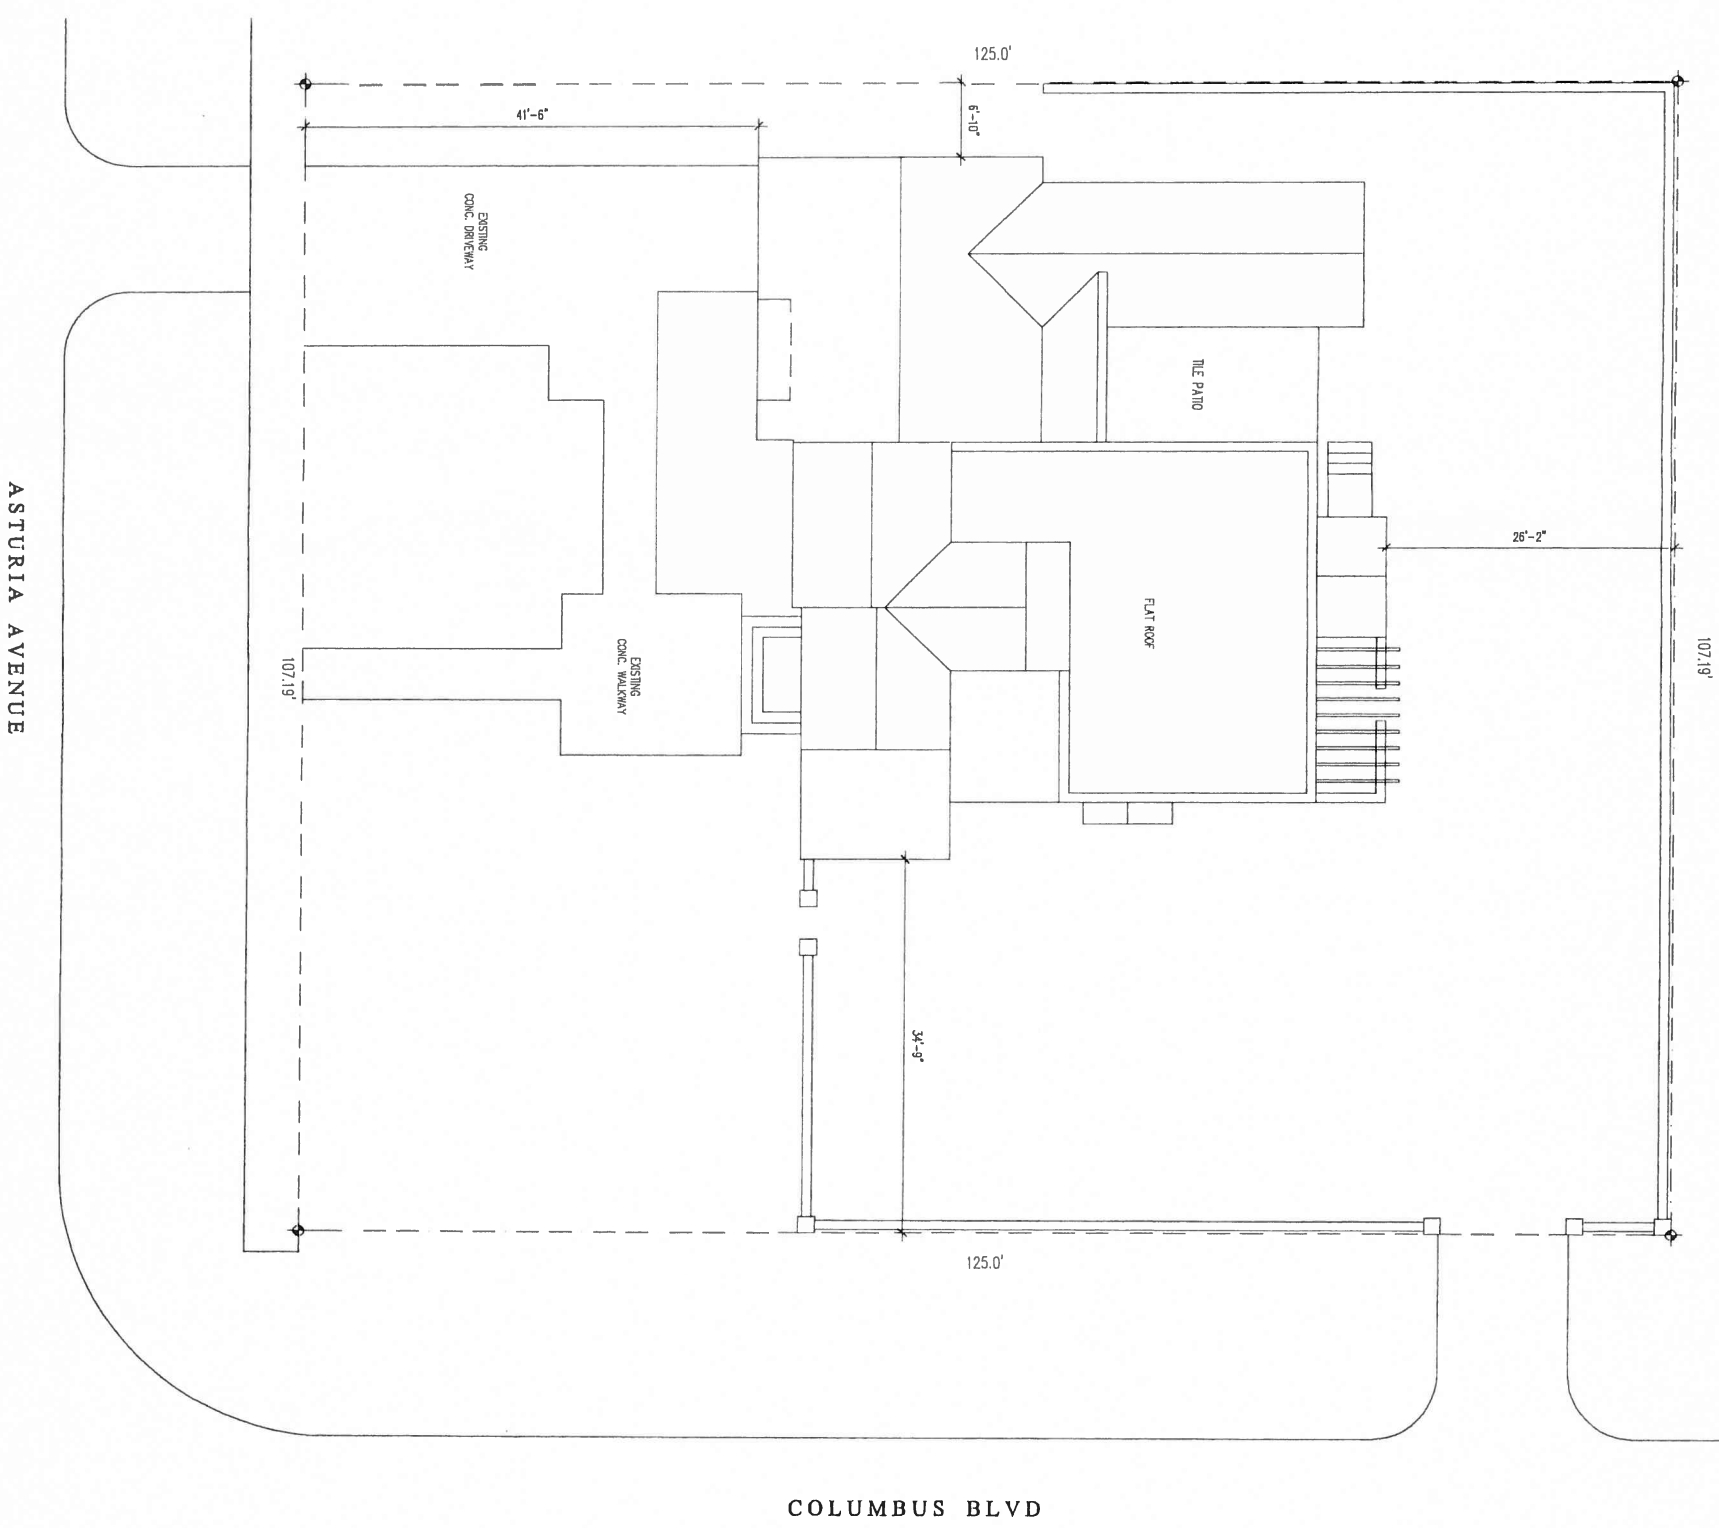 125.0'
41'-6"
6'-10"
EXISTING
CONC. DRIVEWAY
TILE PATIO
ASTURIA AVENUE
26'-2"
FLAT ROOF
107.19'
107.19'
EXISTING
CONC. WALKWAY
34'-9"
125.0'
COLUMBUS BLVD